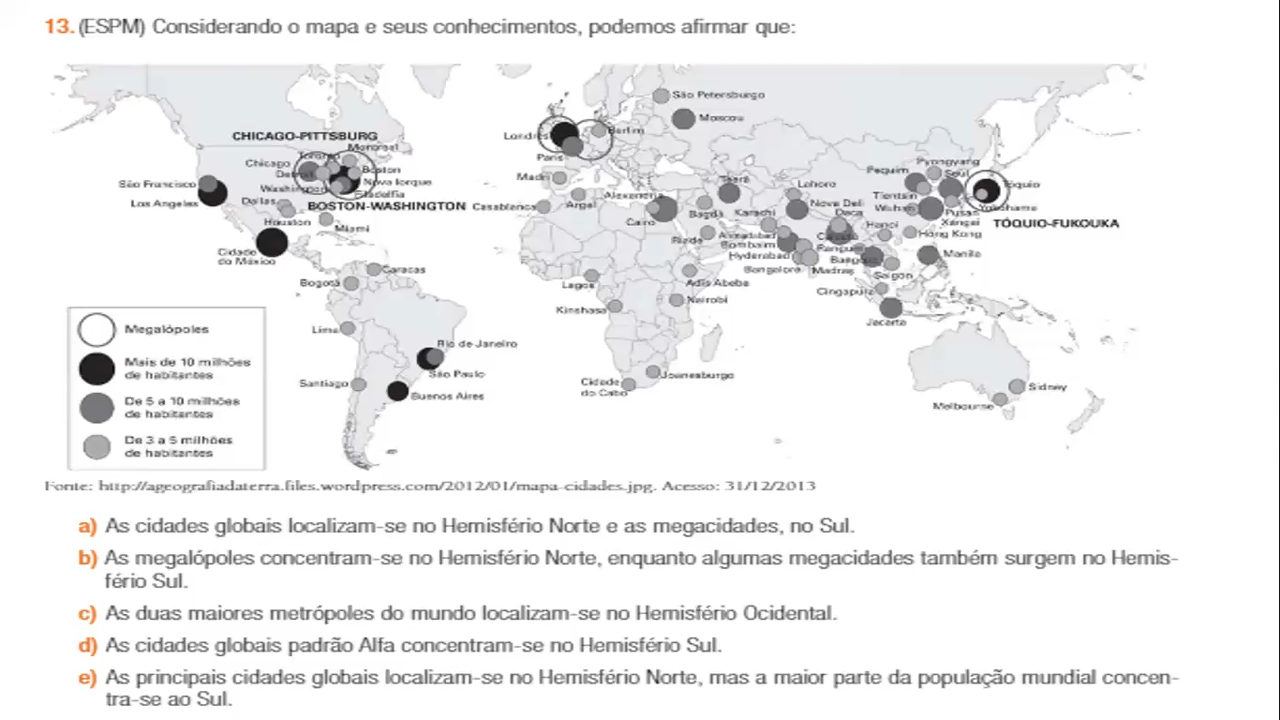 13. (ESPM) Considerando o mapa e seus conhecimentos, podemos afirmar que:
São Petersburgo
Moscou
CHICAGO-PITTSBURG
Londres
Berlim
Montreal
Toronto
Paris
Chicago
Detroit
Boston
Pyongyang
Seul
Pequim
São Francisco
Washington
Nova Iorque
Filadélfia
Madri
Teerã
Lahore
Tóquio
Los Angeles
Dallas
BOSTON-WASHINGTON
Casablanca
Argel
Alexandria
Nova Deli
Tientsin
Yokohama
Houston
Miami
Cairo
Bagdá
Karachi
Daca
Wuhan
Pusan
Xangai
TÓQUIO-FUKOUKA
Cidade
do México
Riade
Ahmadabad
Bombaim
Hyderabad
Hanói
Hong Kong
Rangum
Manila
Bangalore
Madras
Bangcoc
Saigon
Caracas
Bogotá
Lagos
Adis Abeba
Cingapura
Kinshasa
Nairobi
Jacarta
Megalópoles
Lima
Rio de Janeiro
Mais de 10 milhões
de habitantes
São Paulo
Santiago
Buenos Aires
Cidade
do Cabo
Joanesburgo
Sidney
Melbourne
De 5 a 10 milhões
de habitantes
De 3 a 5 milhões
de habitantes
Fonte: http://ageografiadaterra.files.wordpress.com/2012/01/mapa-cidades.jpg. Acesso: 31/12/2013
a) As cidades globais localizam-se no Hemisfério Norte e as megacidades, no Sul.
b) As megalópoles concentram-se no Hemisfério Norte, enquanto algumas megacidades também surgem no Hemis-
fério Sul.
c) As duas maiores metrópoles do mundo localizam-se no Hemisfério Ocidental.
d) As cidades globais padrão Alfa concentram-se no Hemisfério Sul.
e) As principais cidades globais localizam-se no Hemisfério Norte, mas a maior parte da população mundial concen-
tra-se ao Sul.